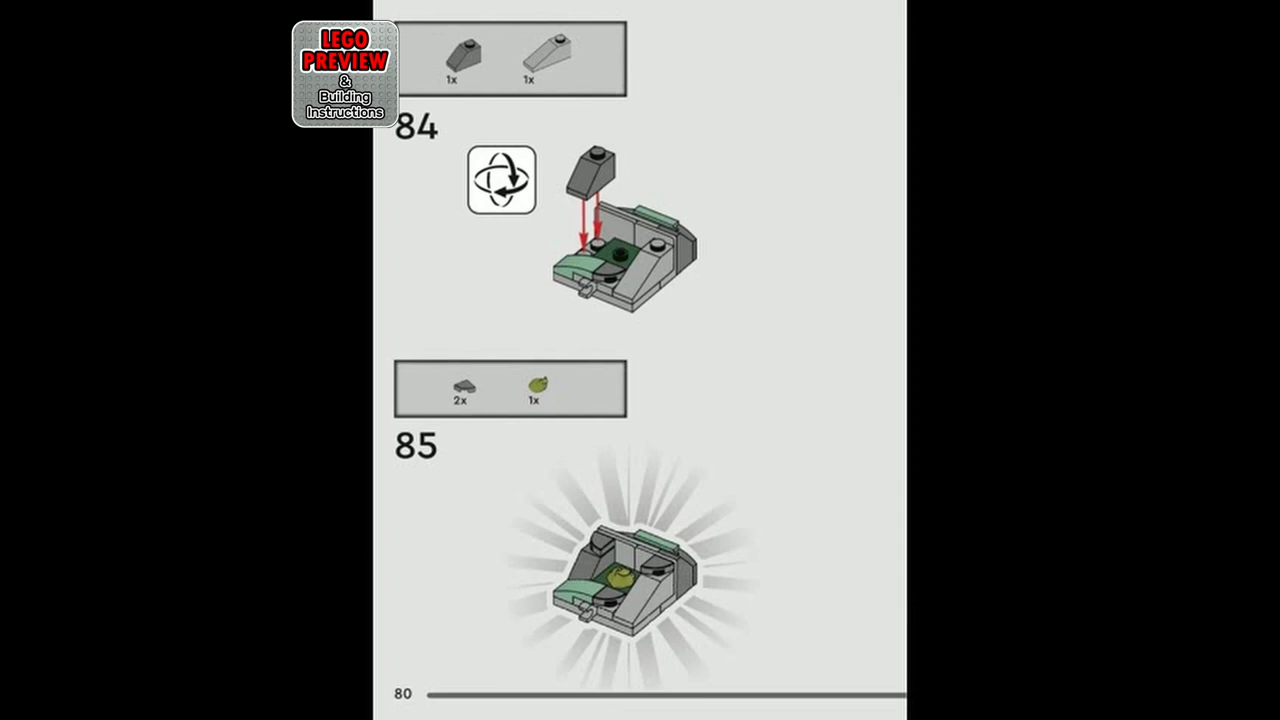 LEGO
PREVIEW
&
Building
Instructions
1x 1x
84
2x 1x
85
80